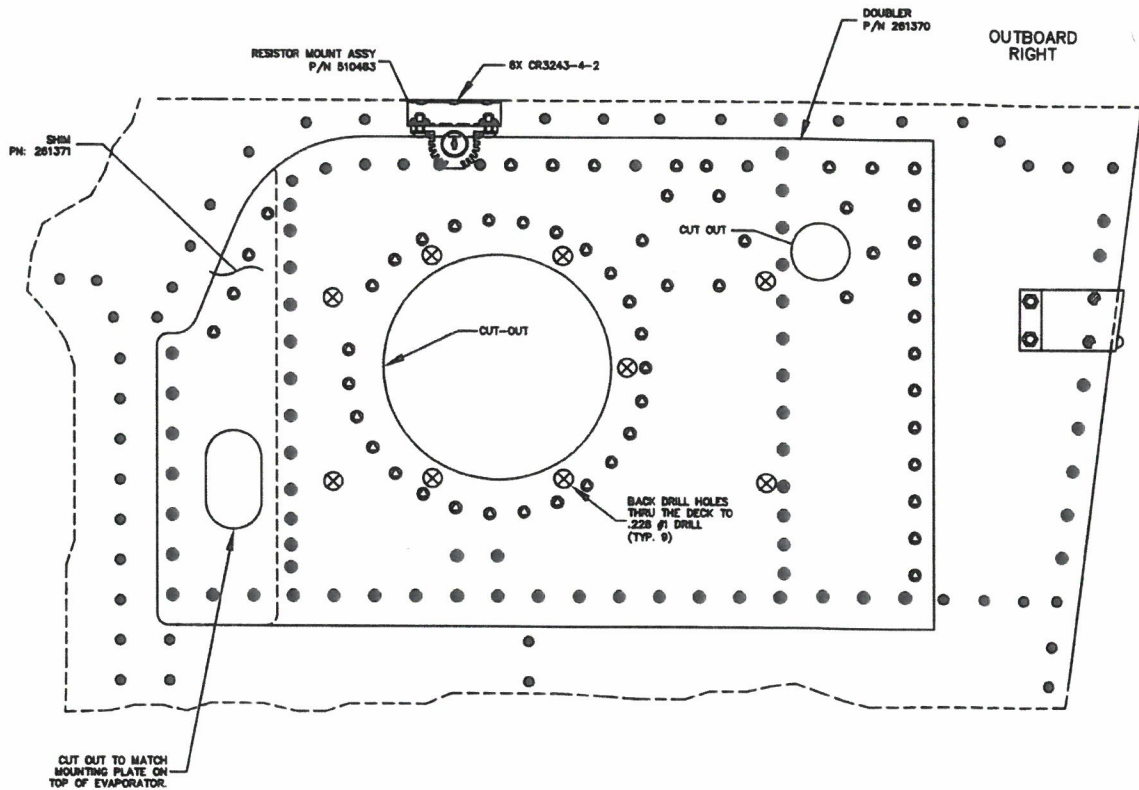 DOUBLER
P/N 261370
OUTBOARD
RIGHT
RESISTOR MOUNT ASSY
P/N 510463
6X CR3243-4-2
SHIM
PN: 261371
CUT OUT
CUT-OUT
BACK DRILL HOLES
THRU THE DECK TO
.228 #1 DRILL
(TYP. 9)
CUT OUT TO MATCH
MOUNTING PLATE ON
TOP OF EVAPORATOR.